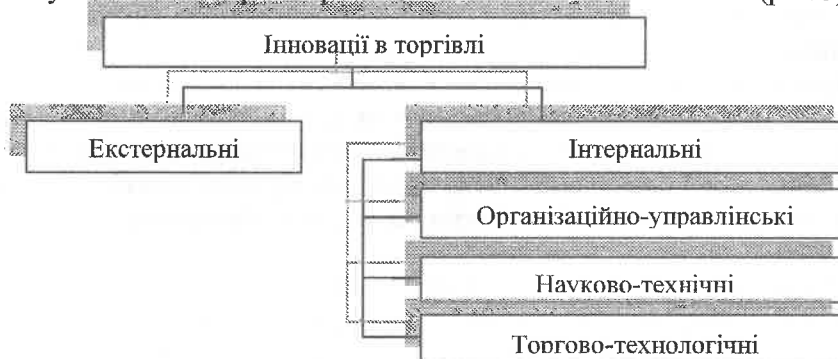 Інновації в торгівлі
Екстернальні
Інтернальні
Організаційно-управлінські
Науково-технічні
Торгово-технологічні